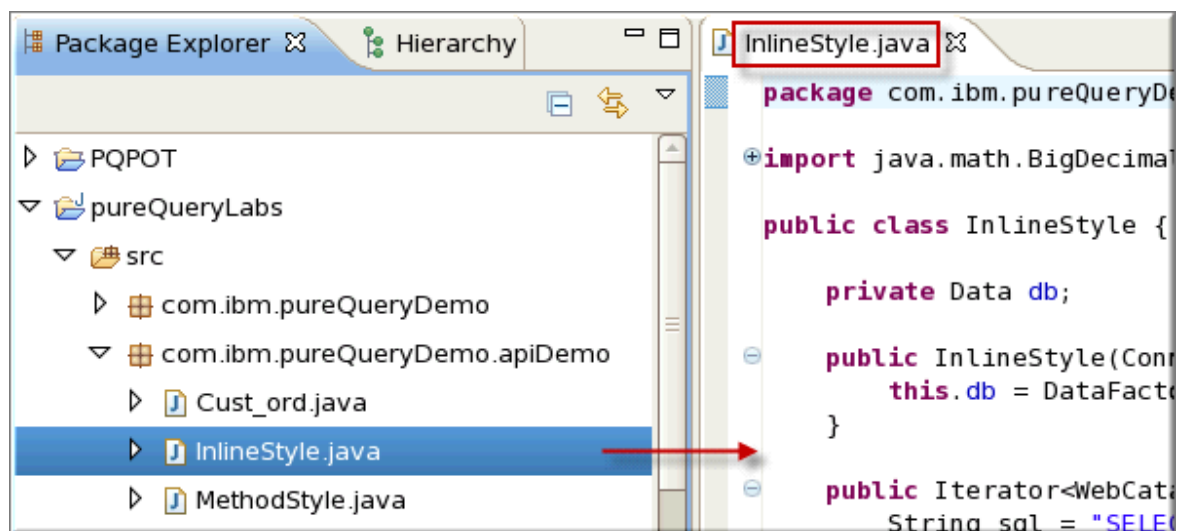 Package Explorer
Hierarchy
PQPOT
pureQueryLabs
src
com.ibm.pureQueryDemo
com.ibm.pureQueryDemo.apiDemo
Cust_ord.java
InlineStyle.java
MethodStyle.java
InlineStyle.java
package com.ibm.pureQueryDe
import java.math.BigDecimal
public class InlineStyle {
private Data db;
public InlineStyle(Conn
this.db = DataFacto
}
public Iterator<WebCata
String sql = "SELEC